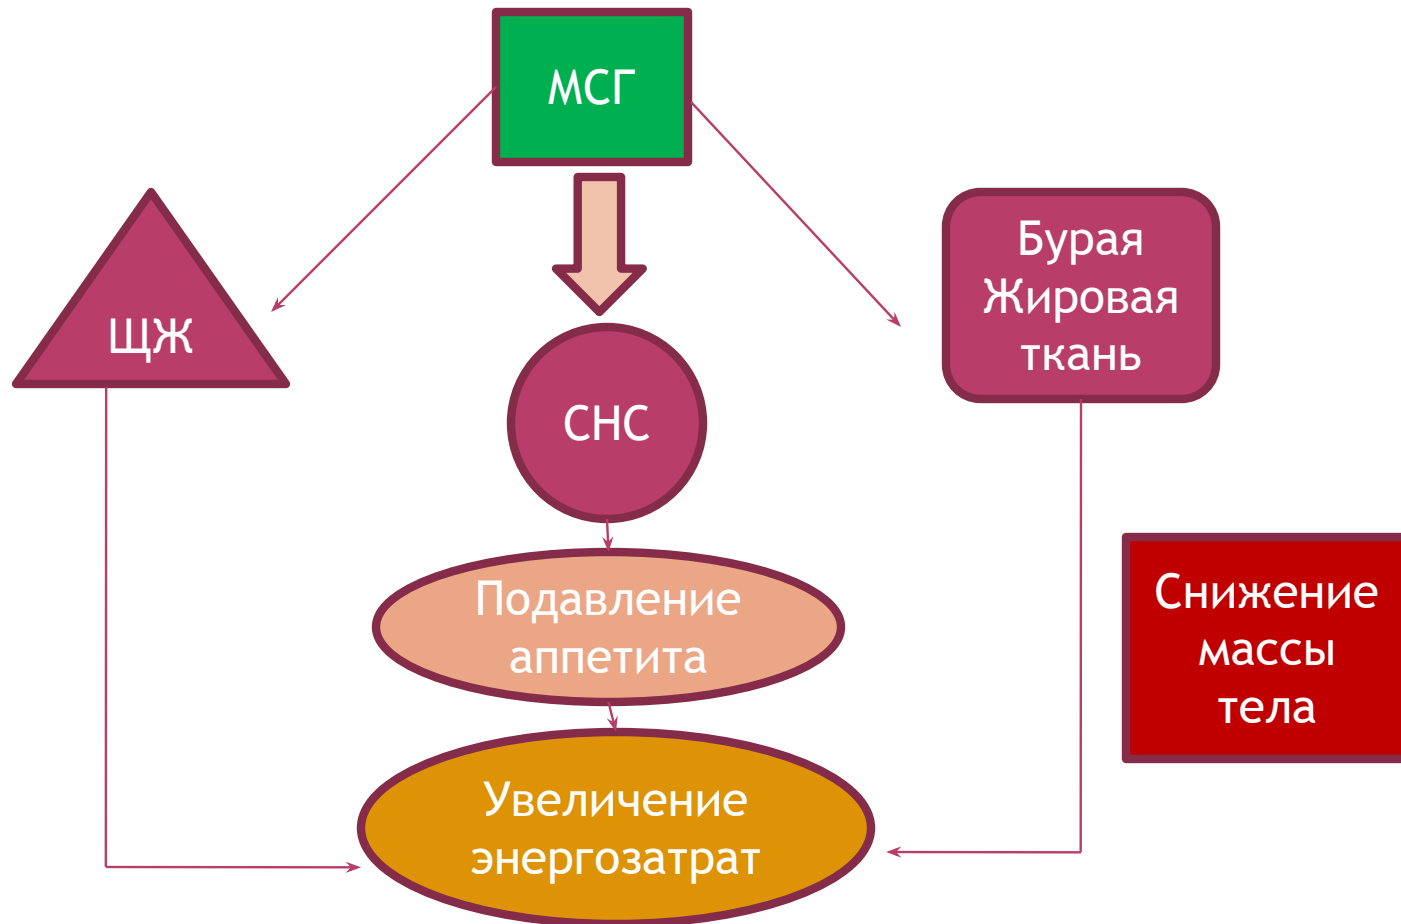 МСГ
ЩЖ
Бурая
Жировая
ткань
СНС
Подавление
аппетита
Снижение
массы
тела
Увеличение
энергозатрат